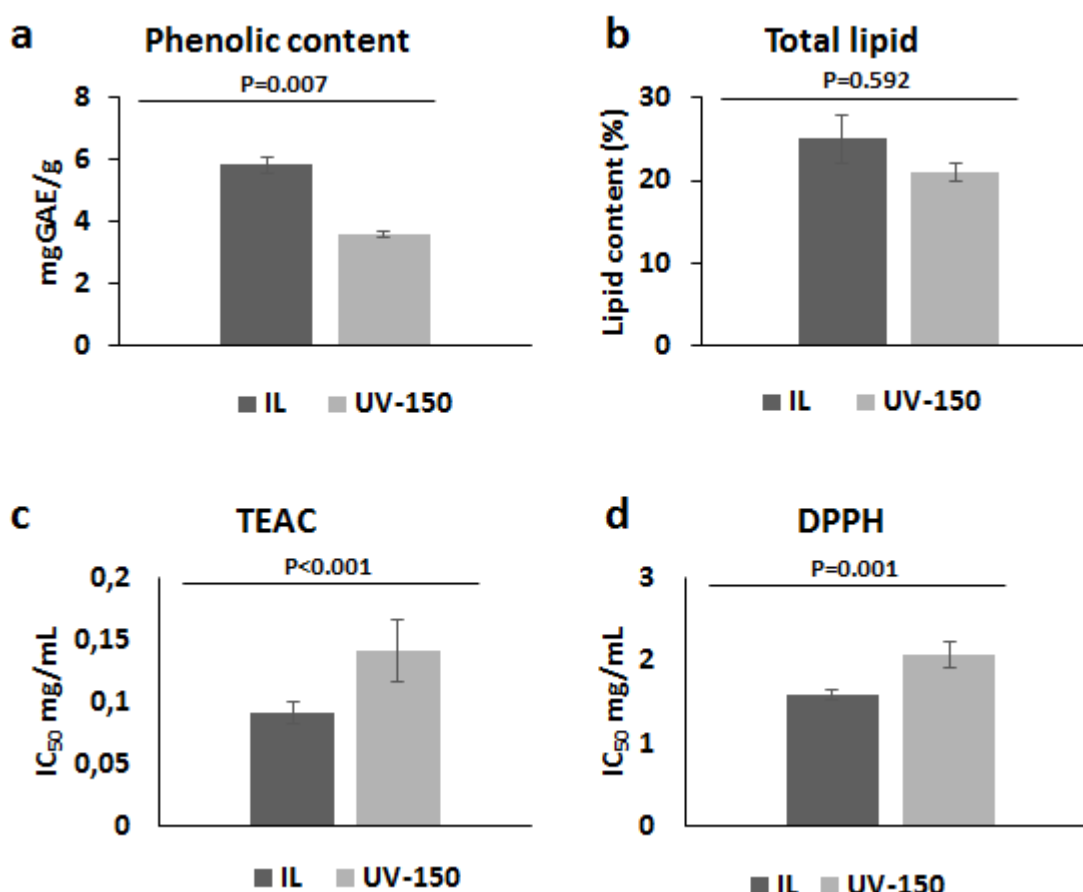 a Phenolic content
P=0.007
mgGAE/g
8
6
4
2
0
IL UV-150
b Total lipid
P=0.592
Lipid content (%)
30
20
10
0
IL UV-150
c TEAC
P<0.001
IC50 mg/mL
0,2
0,15
0,1
0,05
0
IL UV-150
d DPPH
P=0.001
IC50 mg/mL
3
2
1
0
IL UV-150